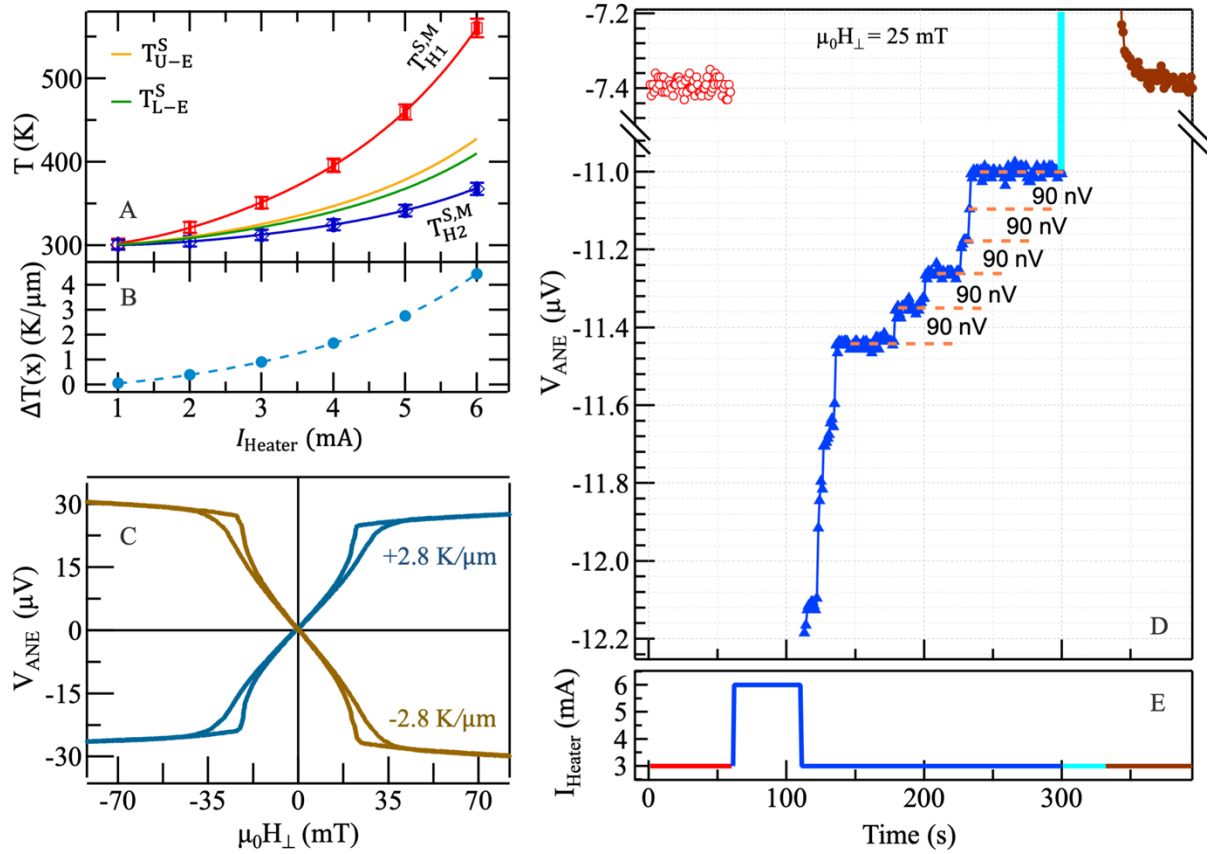 T (K)
550
500
400
300
T^S_{U-E}
T^S_{L-E}
T^{S,M}_{H1}
T^{S,M}_{H2}
A
ΔT(x) (K/μm)
4
3
2
1
0
B
1 2 3 4 5 6
I_Heater (mA)
V_ANE (μV)
30
15
0
-15
-30
C
+2.8 K/μm
-2.8 K/μm
-70 -35 0 35 70
μ₀H⊥ (mT)
V_ANE (μV)
-7.2
-7.4
-11.0
-11.2
-11.4
-11.6
-11.8
-12.0
-12.2
μ₀H⊥ = 25 mT
90 nV
90 nV
90 nV
90 nV
90 nV
D
I_Heater (mA)
6
5
4
3
E
0 100 200 300
Time (s)